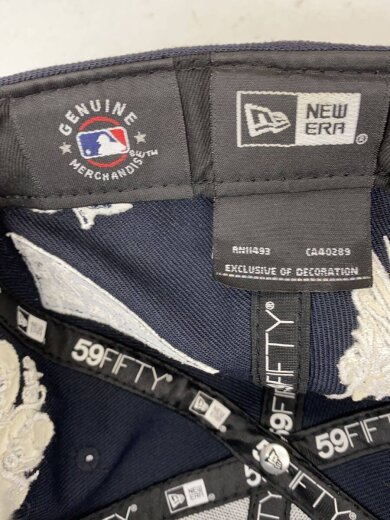 GENUINE
MERCHANDISE
NEW
ERA®
RN11493 CA40289
EXCLUSIVE OF DECORATION
59FIFTY®
59FIFTY
59FIFTY
59FIFTY